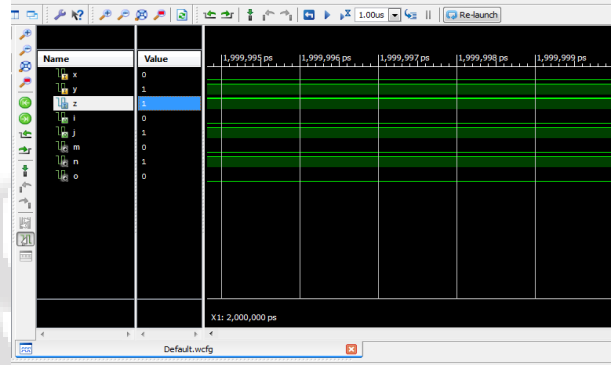 1.00us Re-launch
Name Value 1,999,995 ps 1,999,996 ps 1,999,997 ps 1,999,998 ps 1,999,999 ps
x 0
y 1
z 1
i 0
j 1
m 0
n 1
o 0
X1: 2,000,000 ps
Default.wcfg